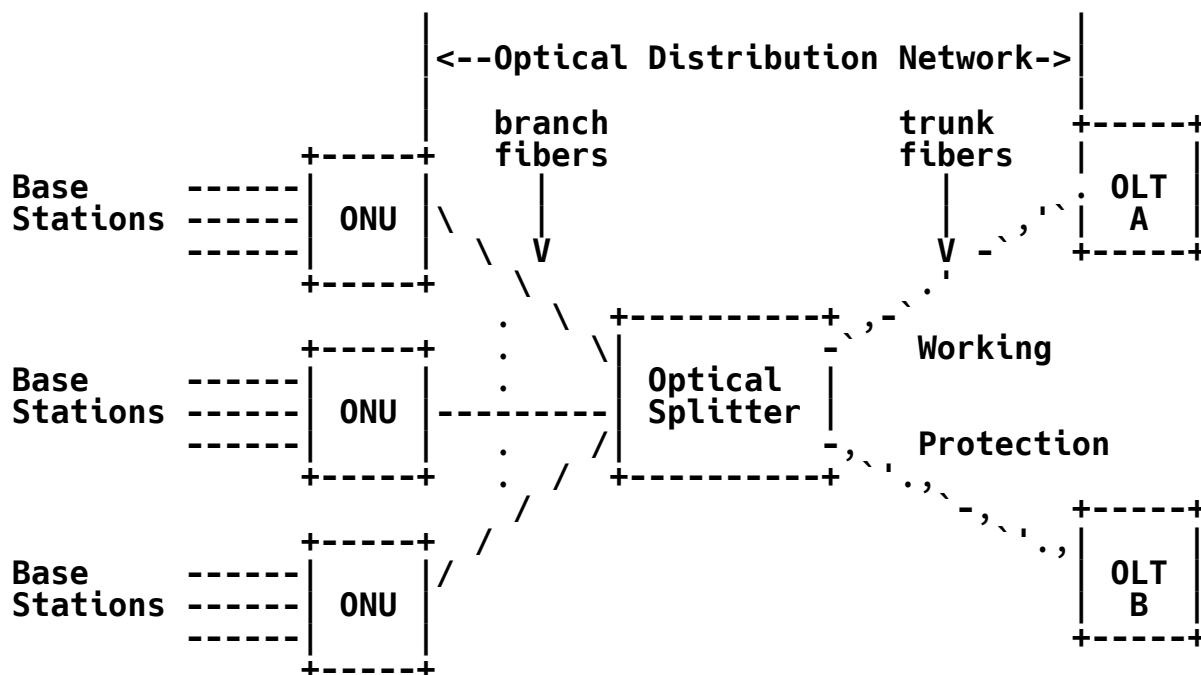 <--Optical Distribution Network->
branch trunk
fibers fibers
Base OLT
Stations ONU A
V V
Working
Base Optical
Stations ONU Splitter
Protection
Base OLT
Stations ONU B